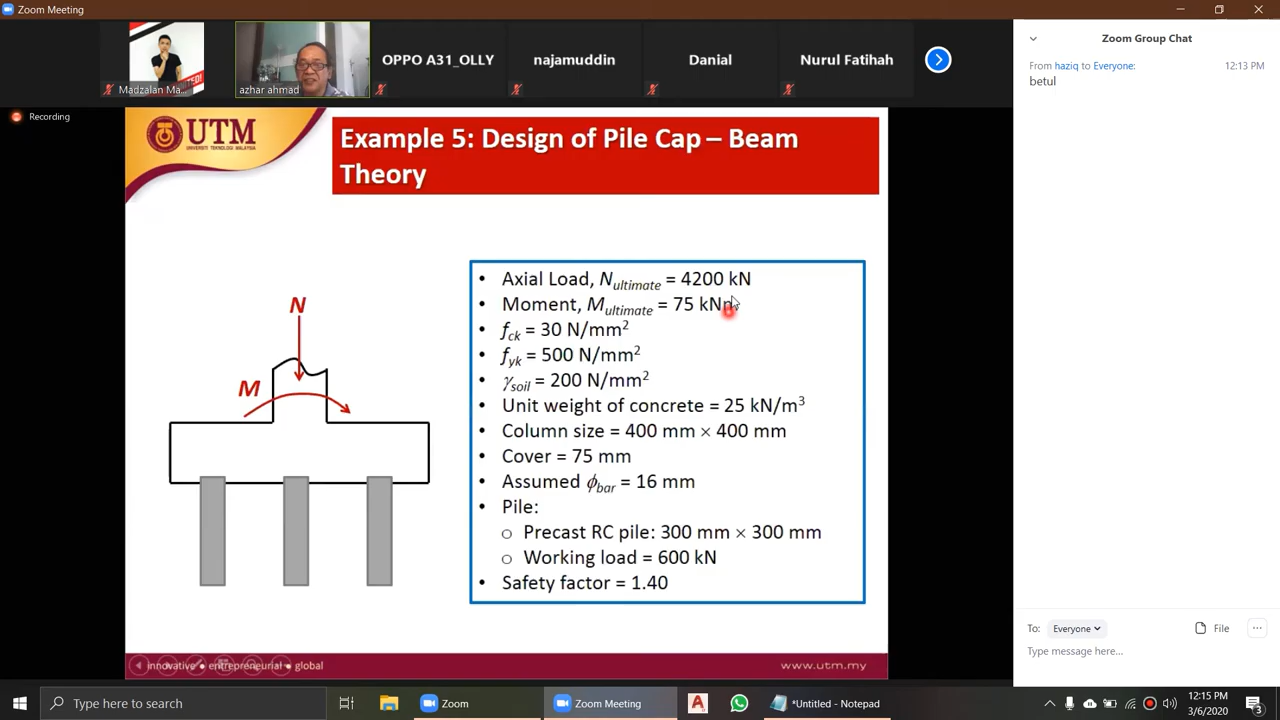 Zoom Meeting
Madzalan Ma...
azhar ahmad
OPPO A31_OLLY
najamuddin
Danial
Nurul Fatihah
Recording
UTM
UNIVERSITI TEKNOLOGI MALAYSIA
Example 5: Design of Pile Cap – Beam
Theory
N
M
• Axial Load, Nultimate = 4200 kN
• Moment, Multimate = 75 kNm
• fck = 30 N/mm2
• fyk = 500 N/mm2
• γsoil = 200 N/mm2
• Unit weight of concrete = 25 kN/m3
• Column size = 400 mm × 400 mm
• Cover = 75 mm
• Assumed ϕbar = 16 mm
• Pile:
o Precast RC pile: 300 mm × 300 mm
o Working load = 600 kN
• Safety factor = 1.40
innovative ● entrepreneurial ● global
www.utm.my
Zoom Group Chat
From haziq to Everyone:
12:13 PM
betul
To: Everyone
File
Type message here...
Type here to search
Zoom
Zoom Meeting
*Untitled - Notepad
12:15 PM
3/6/2020
3